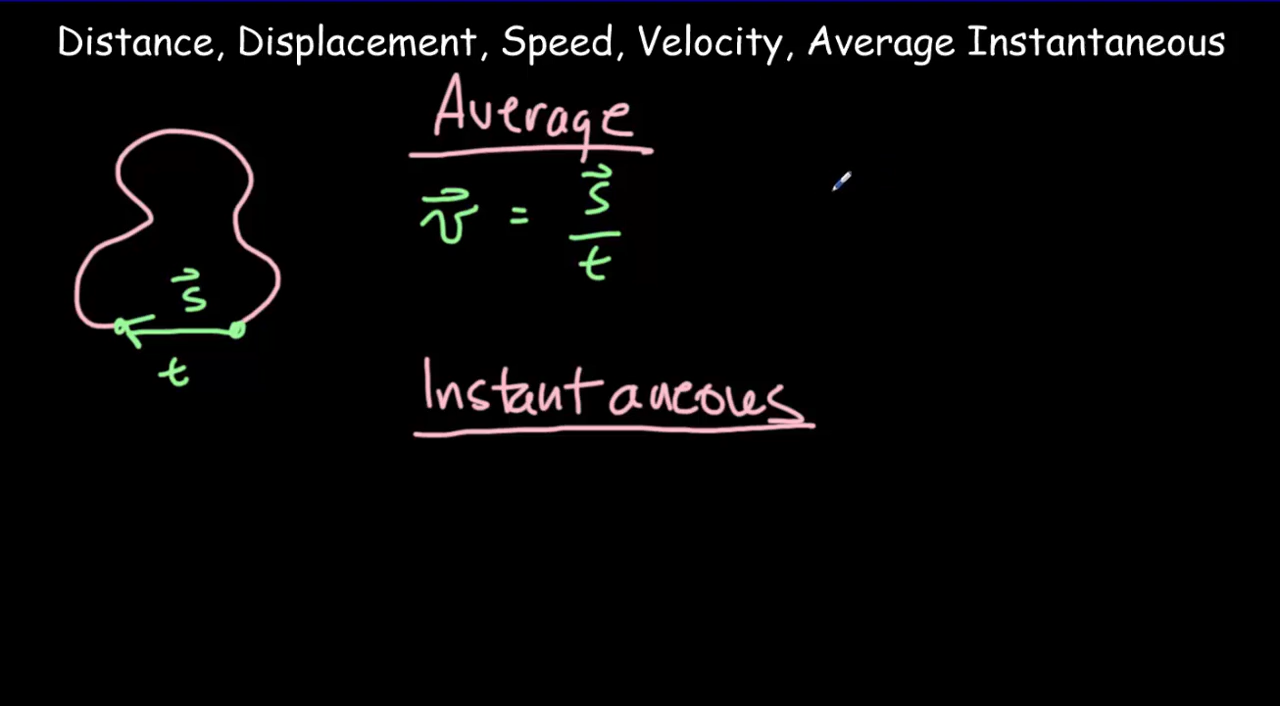 Distance, Displacement, Speed, Velocity, Average Instantaneous
Average
v⃗ = s⃗ / t
s⃗
t
Instantaneous